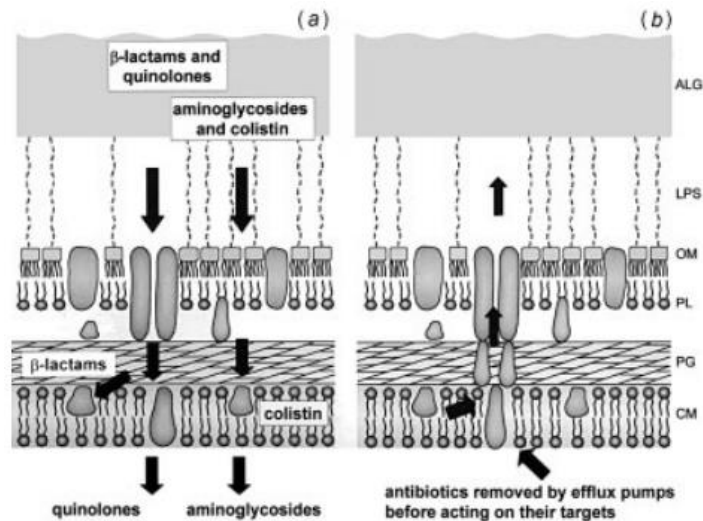 (a)
β-lactams and
quinolones
aminoglycosides
and colistin
β-lactams
colistin
quinolones
aminoglycosides
(b)
ALG
LPS
OM
PL
PG
CM
antibiotics removed by efflux pumps
before acting on their targets